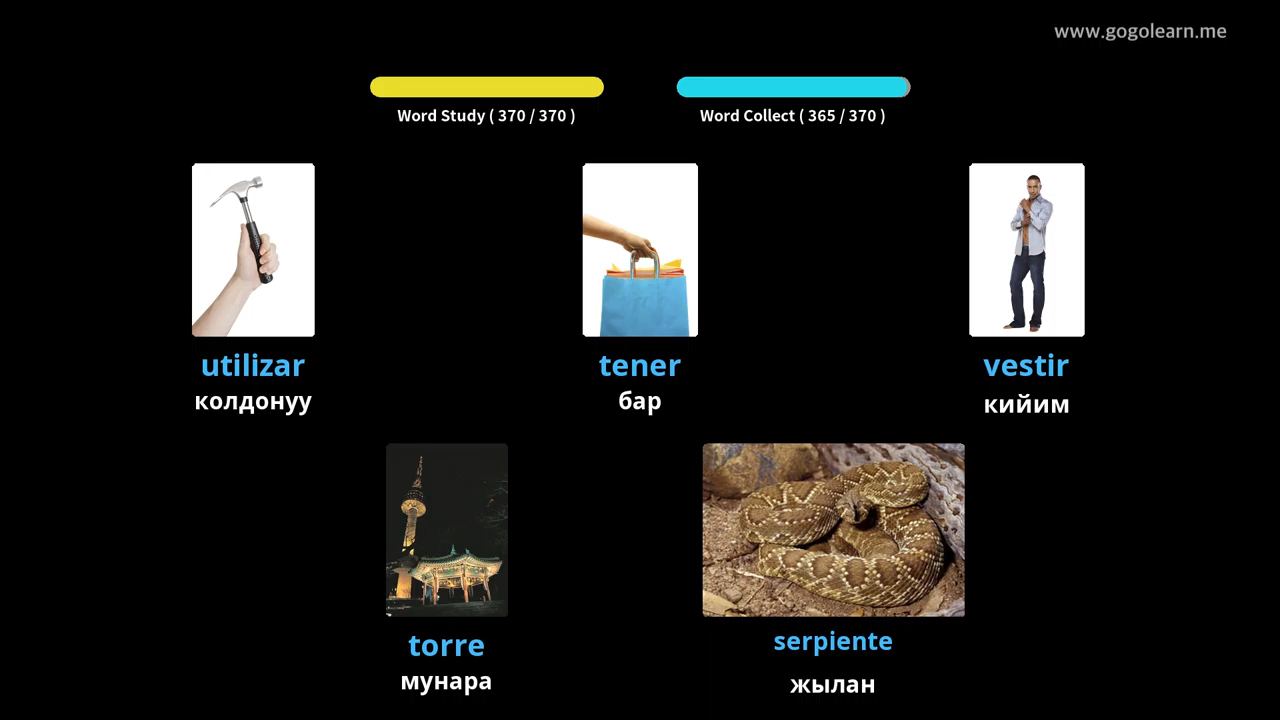 www.gogolearn.me
Word Study ( 370 / 370 )
Word Collect ( 365 / 370 )
utilizar
колдонуу
tener
бар
vestir
кийим
torre
мунара
serpiente
жылан